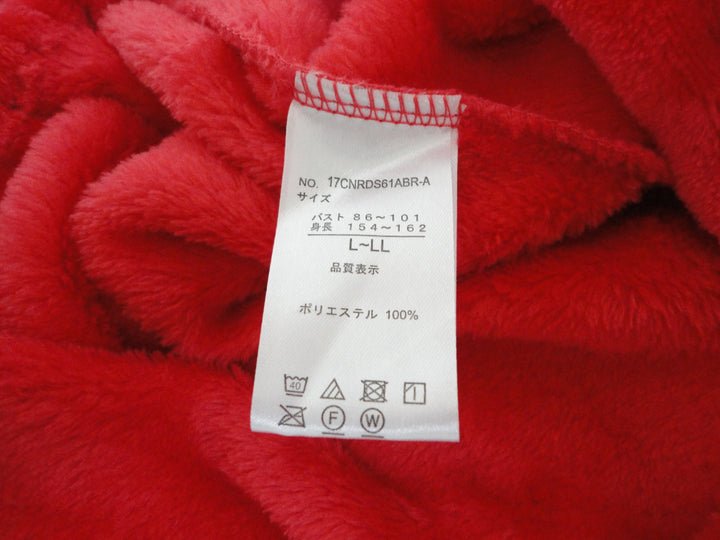 NO. 17CNRDS61ABR-A
サイズ
バスト 86～101
身長 154～162
L~LL
品質表示
ポリエステル 100%
40
F W